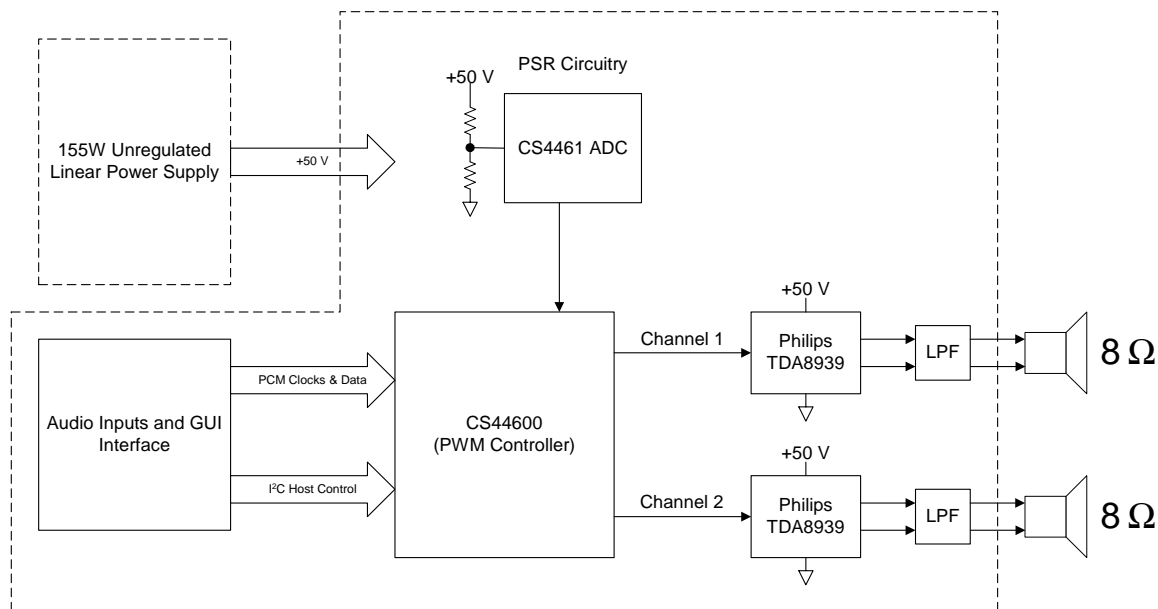 PSR Circuitry
+50 V
CS4461 ADC
155W Unregulated
Linear Power Supply
+50 V
+50 V
Channel 1
Philips
TDA8939
LPF
8 Ω
PCM Clocks & Data
Audio Inputs and GUI
Interface
CS44600
(PWM Controller)
I²C Host Control
+50 V
Channel 2
Philips
TDA8939
LPF
8 Ω